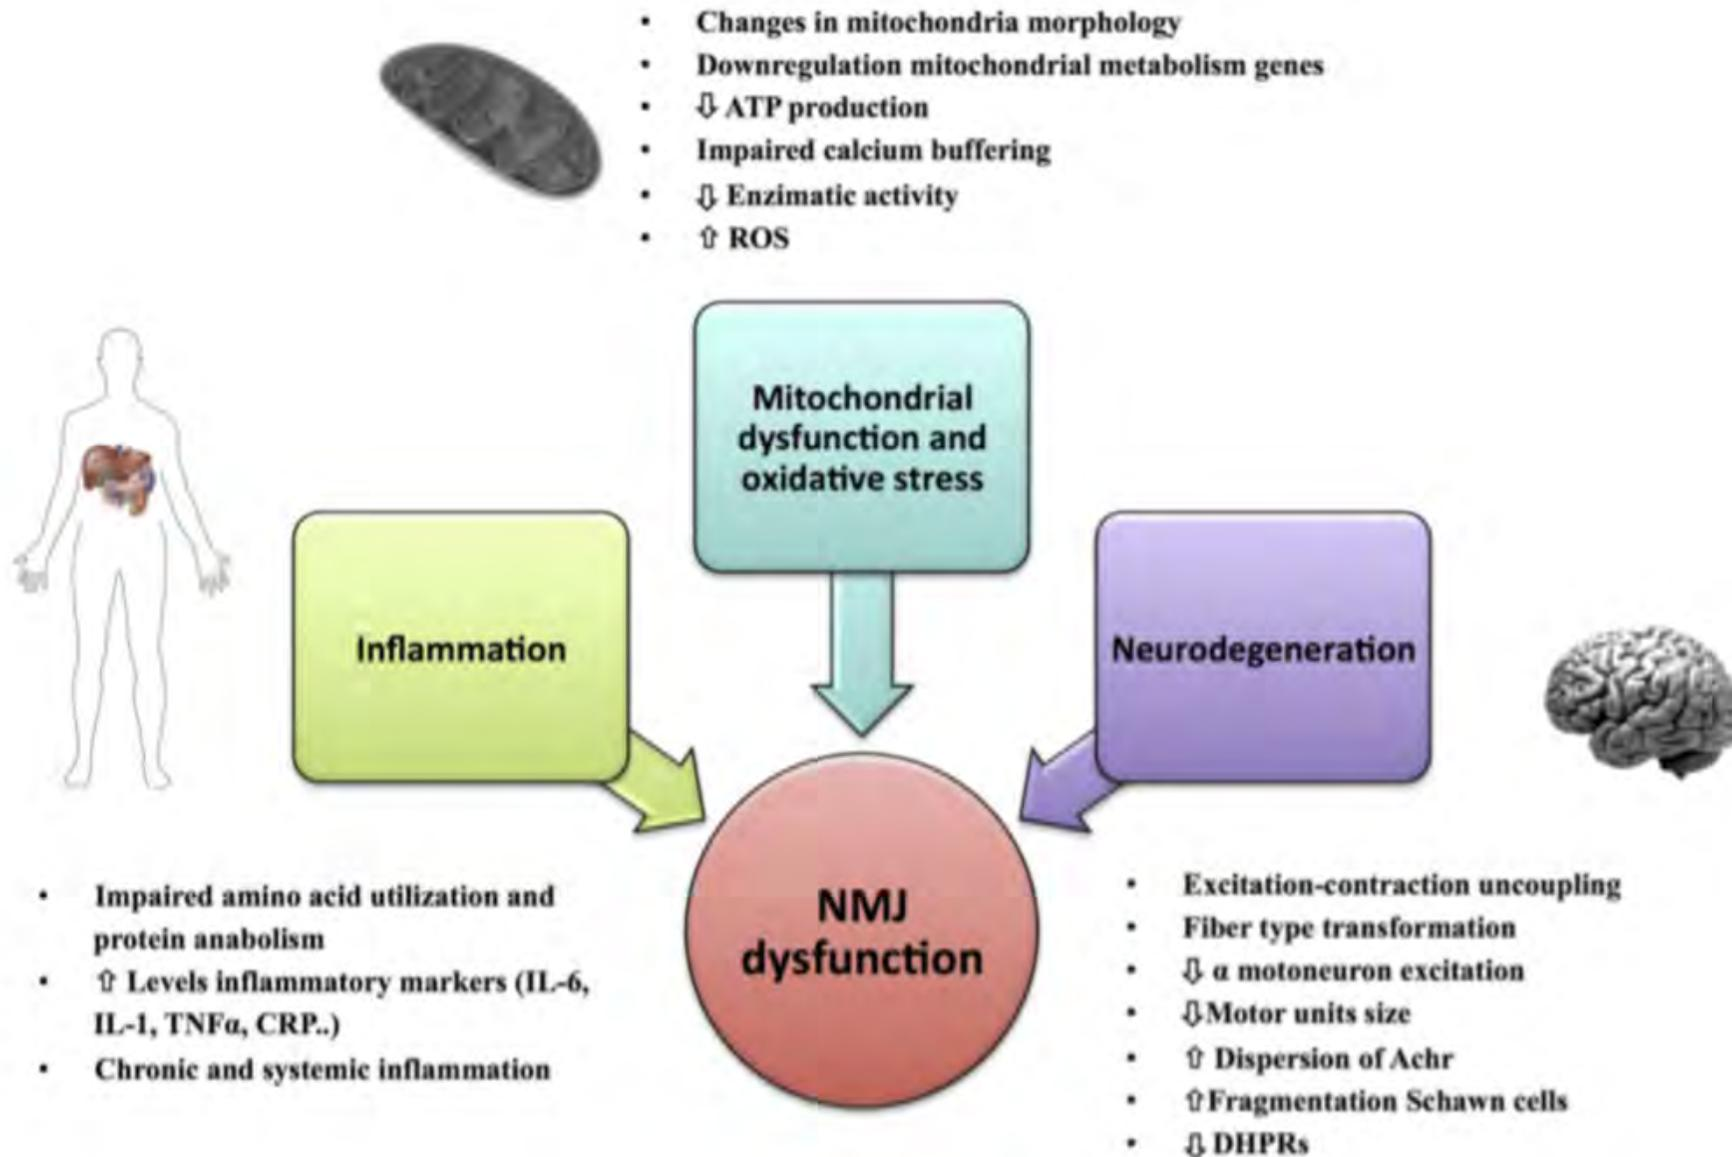 • Changes in mitochondria morphology
• Downregulation mitochondrial metabolism genes
• ⇩ ATP production
• Impaired calcium buffering
• ⇩ Enzimatic activity
• ⇧ ROS
Mitochondrial
dysfunction and
oxidative stress
Inflammation
Neurodegeneration
NMJ
dysfunction
• Impaired amino acid utilization and
protein anabolism
• ⇧ Levels inflammatory markers (IL-6,
IL-1, TNFα, CRP..)
• Chronic and systemic inflammation
• Excitation-contraction uncoupling
• Fiber type transformation
• ⇩ α motoneuron excitation
• ⇩Motor units size
• ⇧ Dispersion of Achr
• ⇧Fragmentation Schawn cells
• ⇩ DHPRs